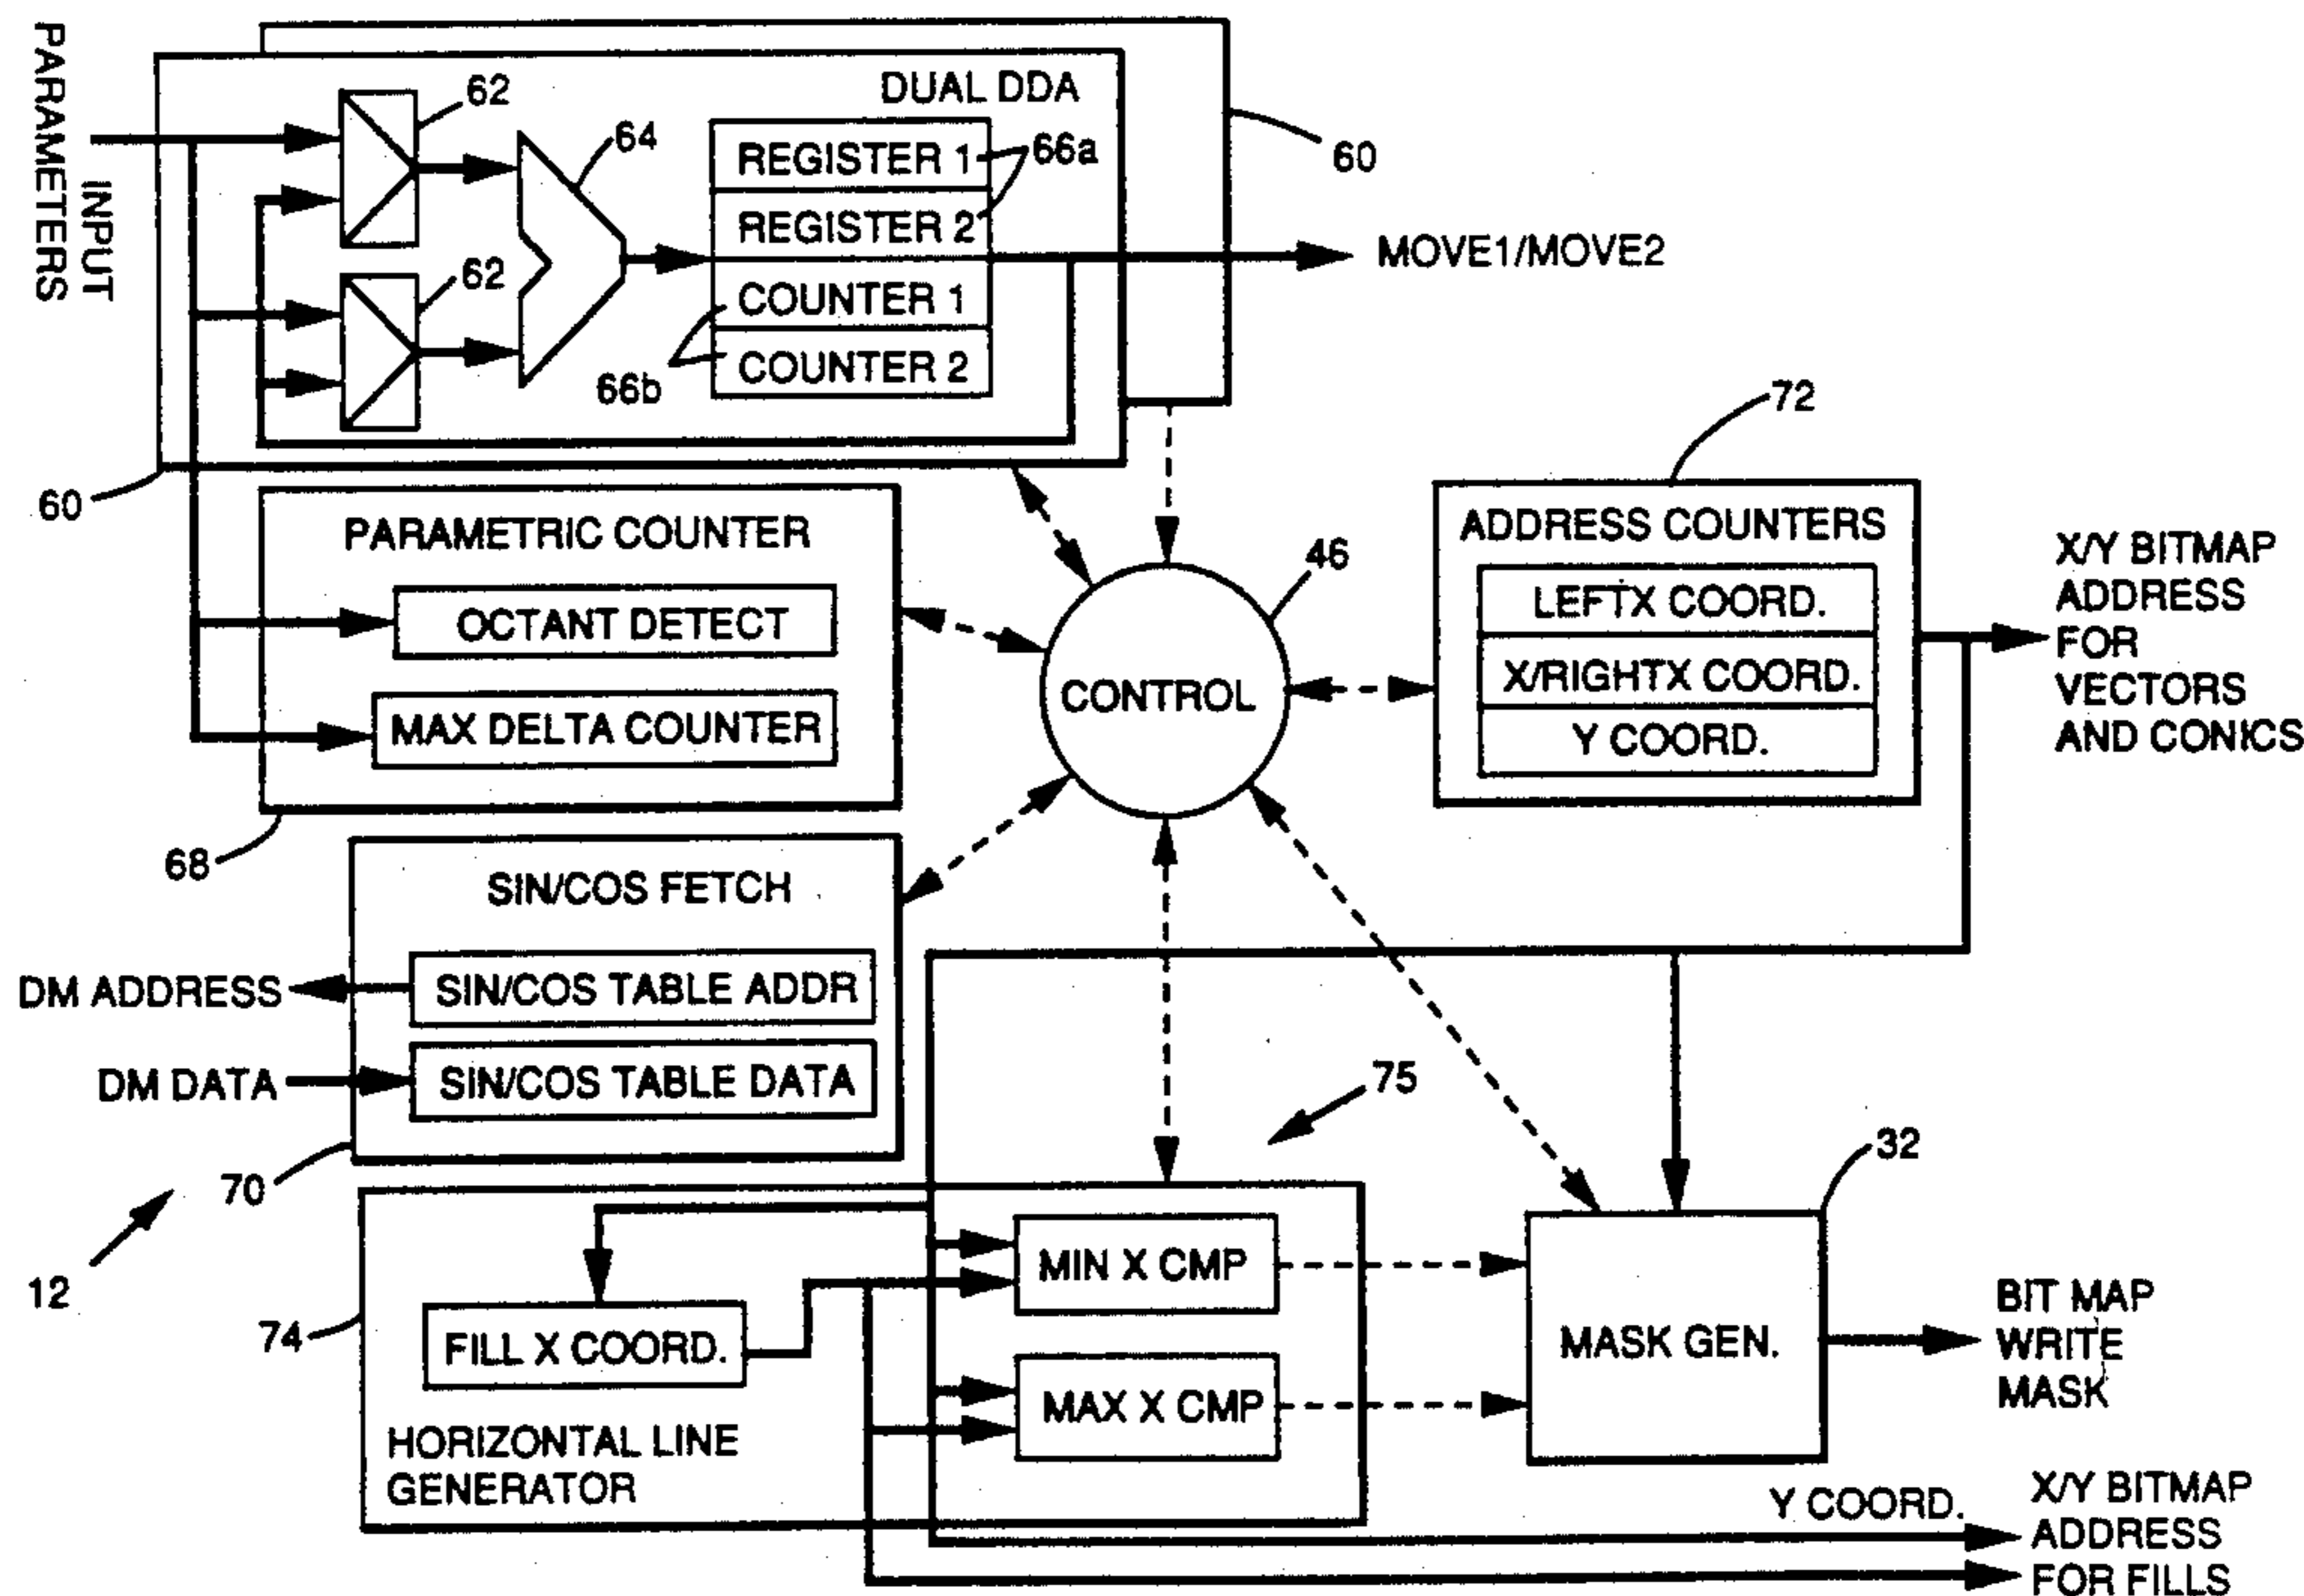 INPUT
PARAMETERS
DUAL DDA
62
64
REGISTER 1
66a
60
REGISTER 2
MOVE1/MOVE2
62
COUNTER 1
COUNTER 2
66b
72
60
PARAMETRIC COUNTER
OCTANT DETECT
MAX DELTA COUNTER
68
46
CONTROL
ADDRESS COUNTERS
LEFTX COORD.
X/RIGHTX COORD.
Y COORD.
X/Y BITMAP
ADDRESS
FOR
VECTORS
AND CONICS
SIN/COS FETCH
DM ADDRESS
SIN/COS TABLE ADDR
DM DATA
SIN/COS TABLE DATA
70
75
32
12
74
MIN X CMP
FILL X COORD.
MAX X CMP
HORIZONTAL LINE
GENERATOR
MASK GEN.
BIT MAP
WRITE
MASK
Y COORD.
X/Y BITMAP
ADDRESS
FOR FILLS